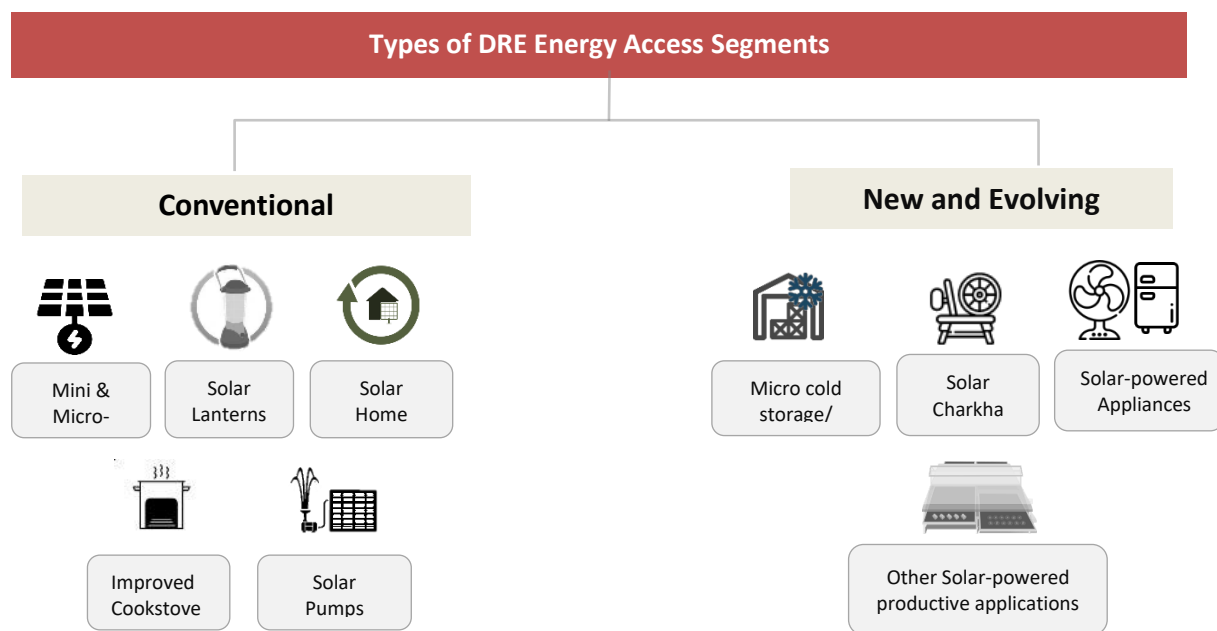 Types of DRE Energy Access Segments
Conventional
New and Evolving
Mini &
Micro-
Solar
Lanterns
Solar
Home
Micro cold
storage/
Solar
Charkha
Solar-powered
Appliances
Improved
Cookstove
Solar
Pumps
Other Solar-powered
productive applications